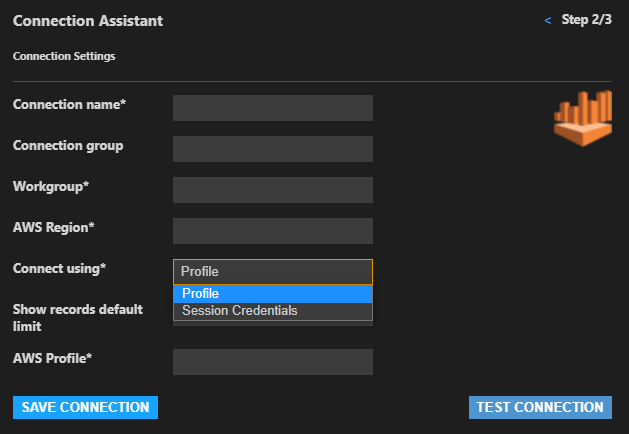 Connection Assistant
< Step 2/3
Connection Settings
Connection name*
Connection group
Workgroup*
AWS Region*
Connect using*
Profile
Profile
Session Credentials
Show records default
limit
AWS Profile*
SAVE CONNECTION
TEST CONNECTION